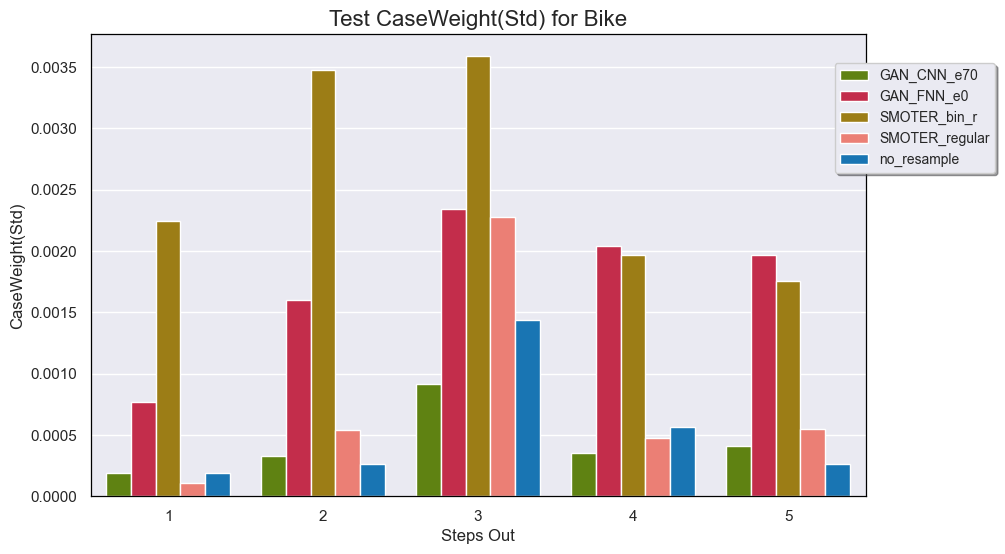 Test CaseWeight(Std) for Bike
CaseWeight(Std)
0.0035
0.0030
0.0025
0.0020
0.0015
0.0010
0.0005
0.0000
1
2
3
4
5
Steps Out
GAN_CNN_e70
GAN_FNN_e0
SMOTER_bin_r
SMOTER_regular
no_resample